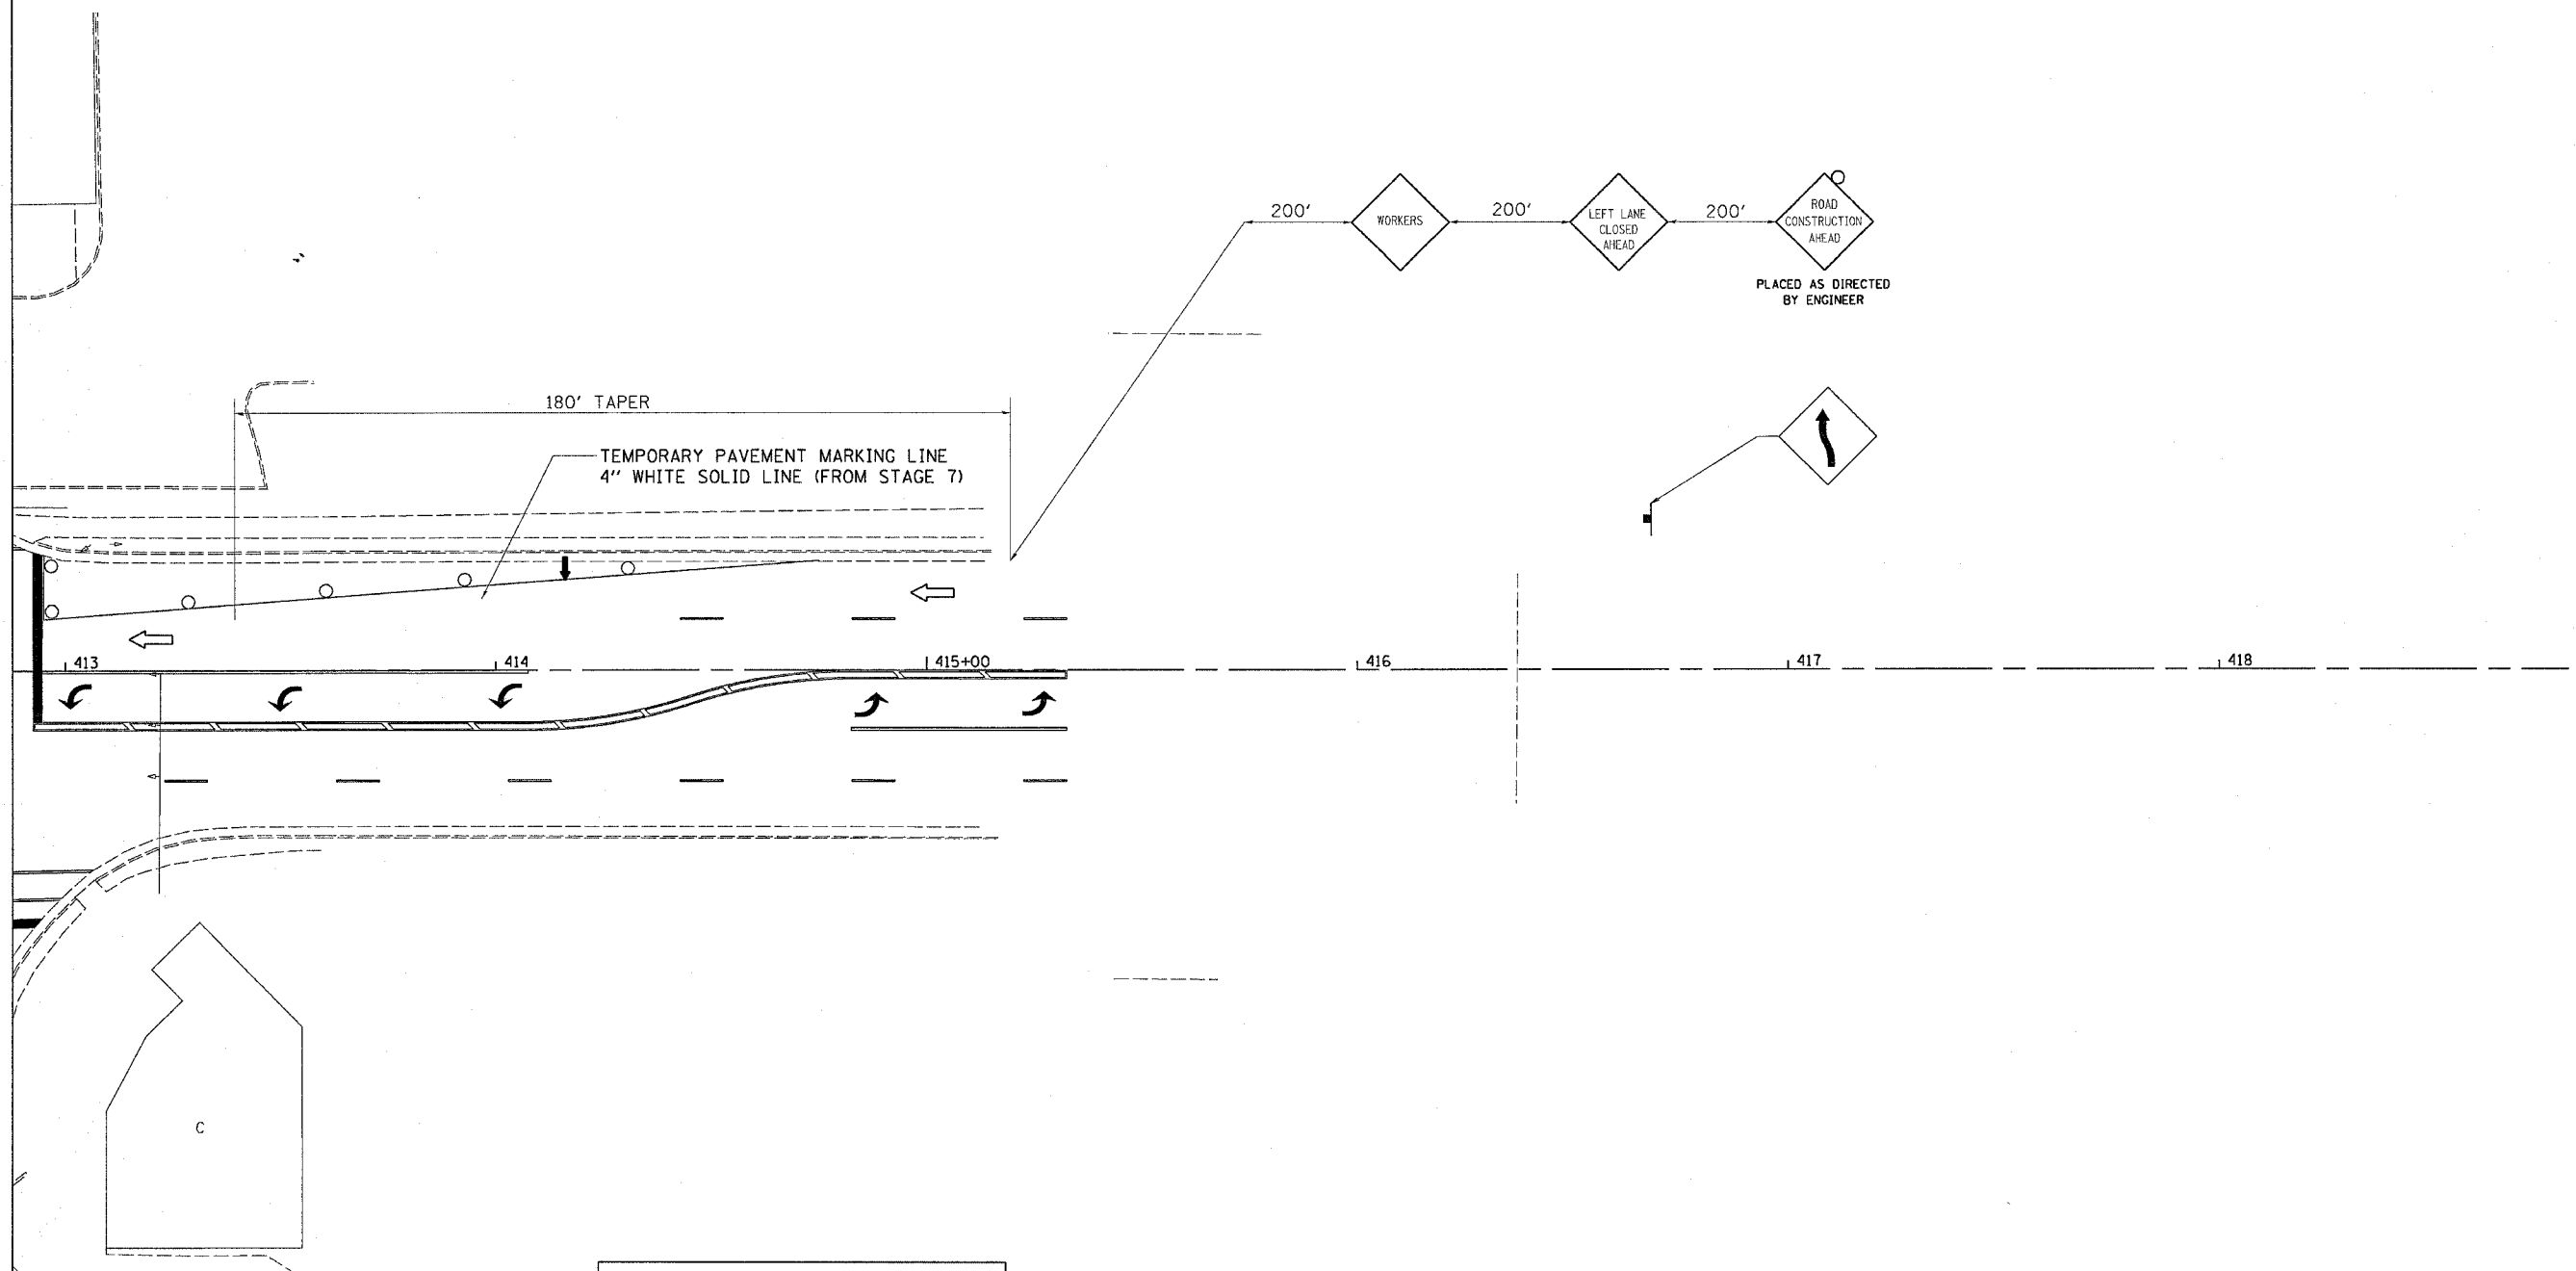 200'
WORKERS
200'
LEFT LANE
CLOSED
AHEAD
200'
ROAD
CONSTRUCTION
AHEAD
PLACED AS DIRECTED
BY ENGINEER
180' TAPER
TEMPORARY PAVEMENT MARKING LINE
4" WHITE SOLID LINE (FROM STAGE 7)
413
414
415+00
416
417
418
C